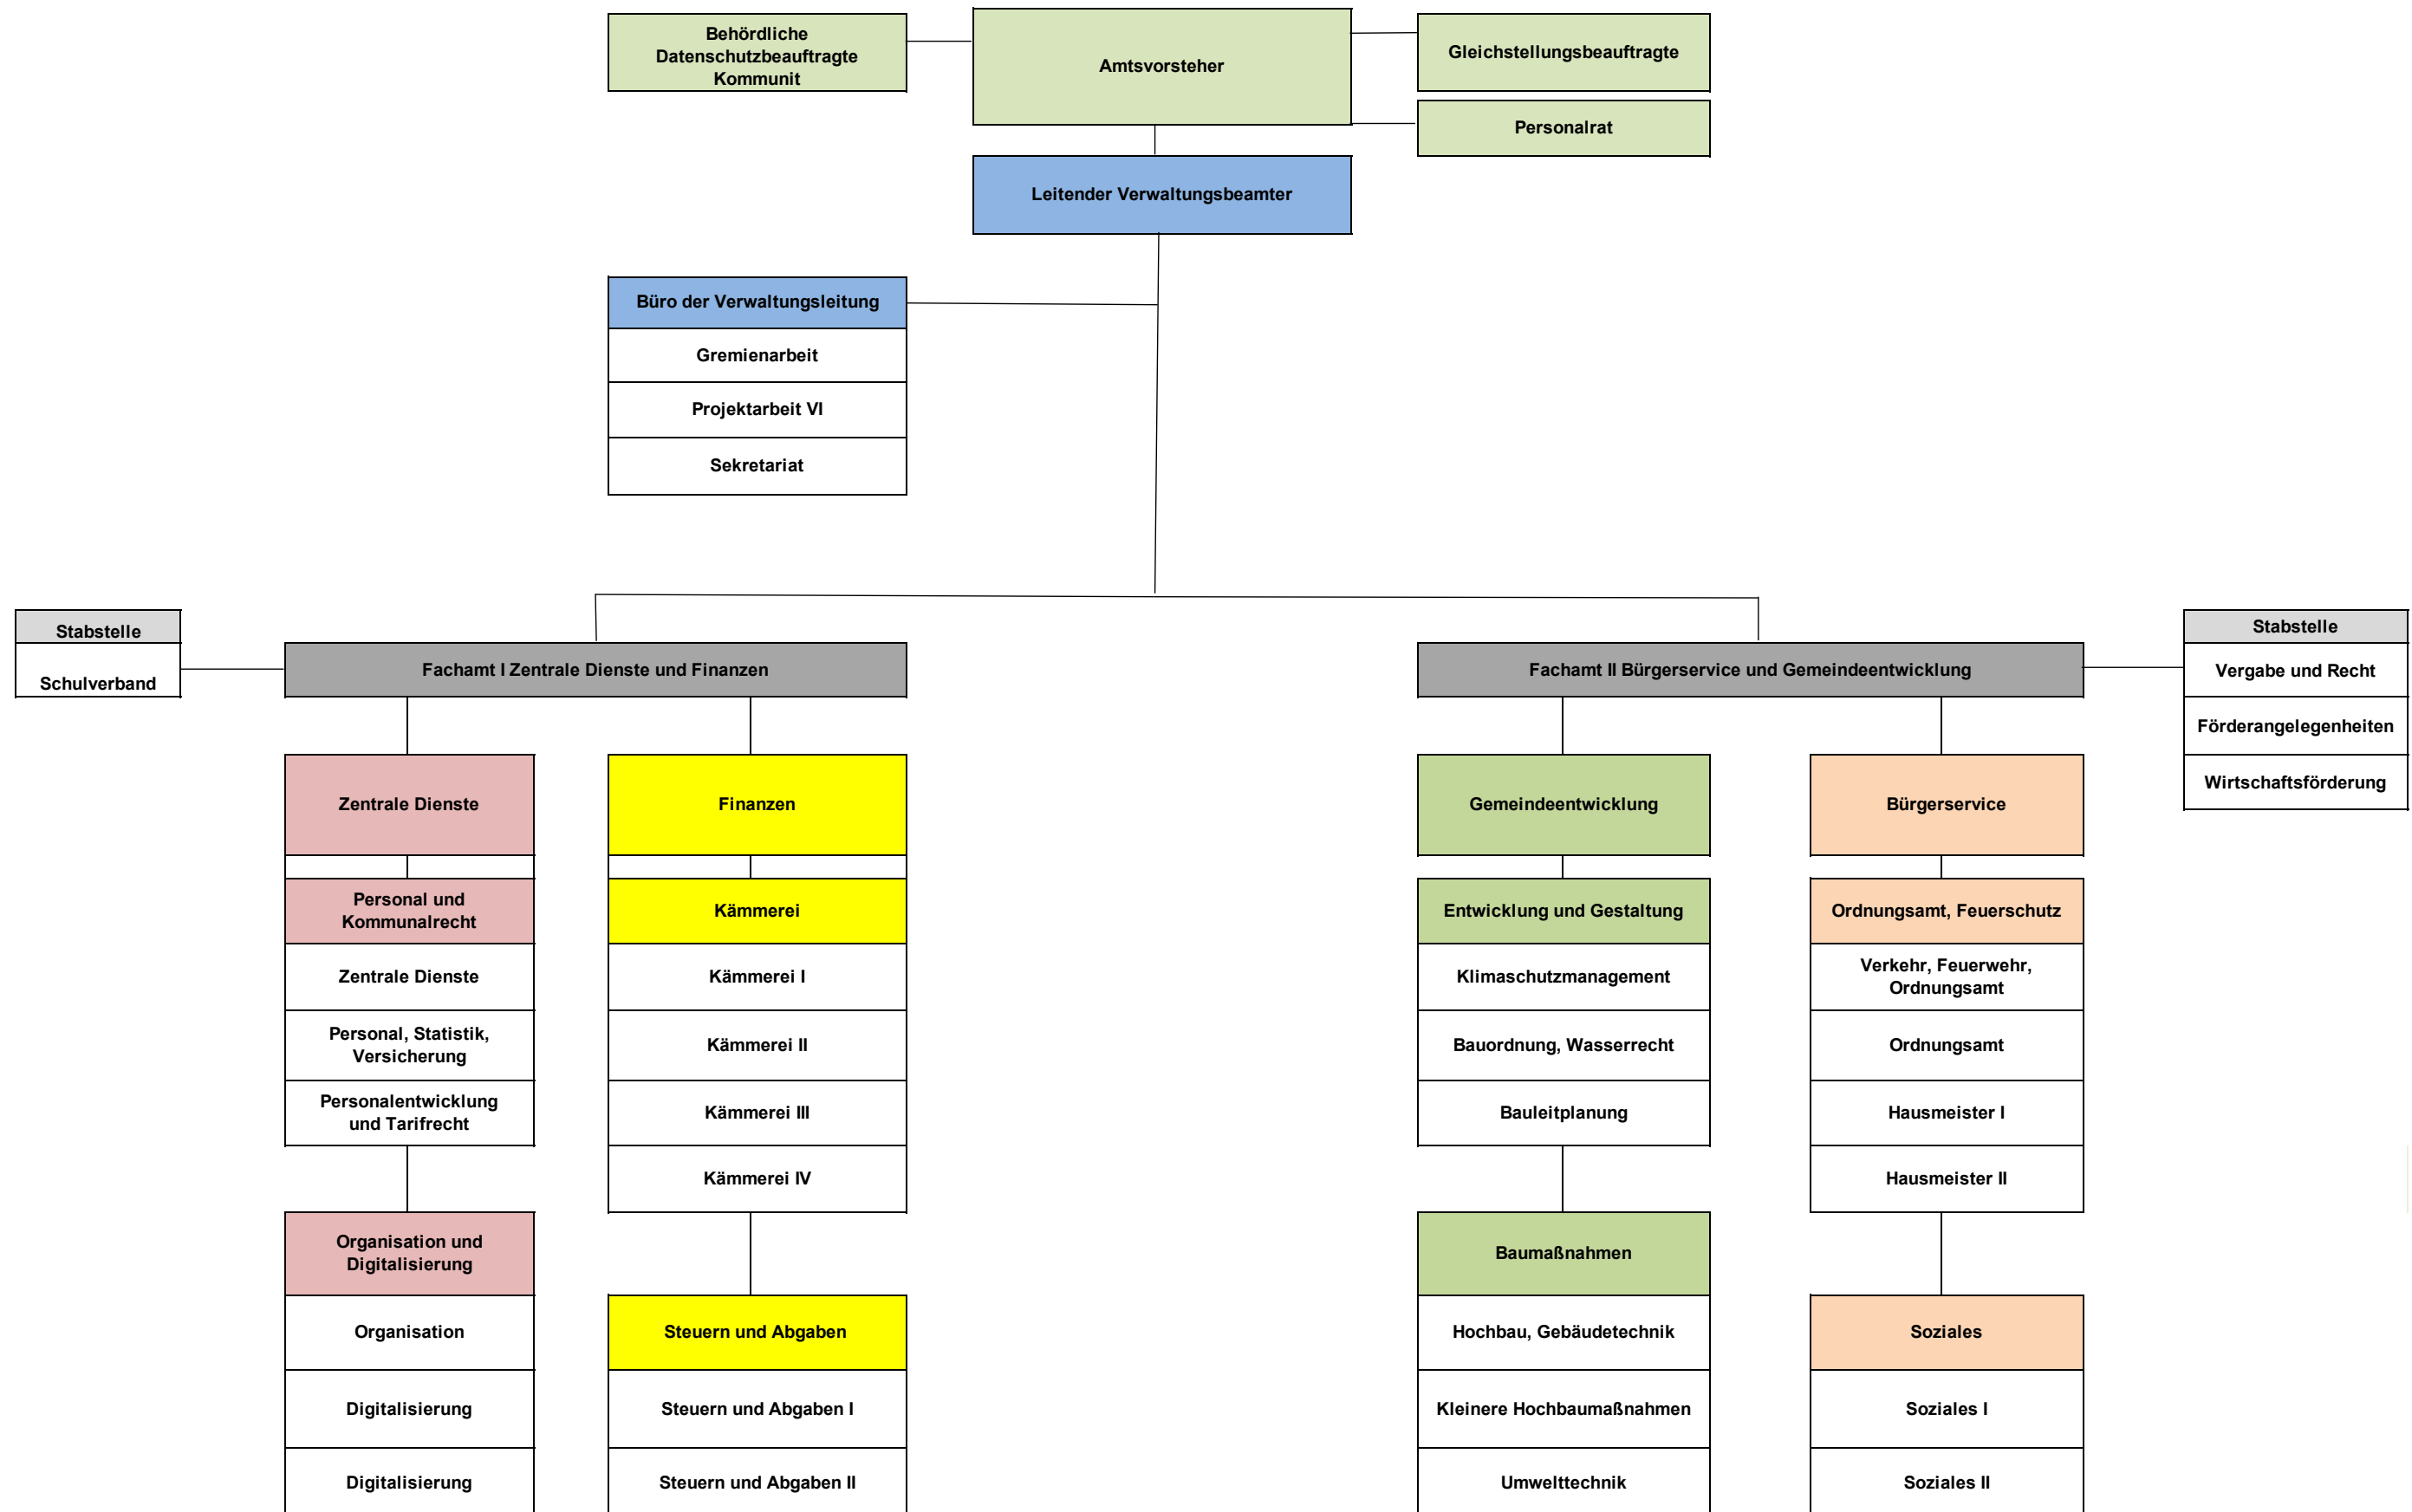 Behördliche
Datenschutzbeauftragte
Kommunit
Amtsvorsteher
Gleichstellungsbeauftragte
Personalrat
Leitender Verwaltungsbeamter
Büro der Verwaltungsleitung
Gremienarbeit
Projektarbeit VI
Sekretariat
Stabstelle
Schulverband
Fachamt I Zentrale Dienste und Finanzen
Fachamt II Bürgerservice und Gemeindeentwicklung
Stabstelle
Vergabe und Recht
Förderangelegenheiten
Wirtschaftsförderung
Zentrale Dienste
Personal und
Kommunalrecht
Zentrale Dienste
Personal, Statistik,
Versicherung
Personalentwicklung
und Tarifrecht
Organisation und
Digitalisierung
Organisation
Digitalisierung
Digitalisierung
Finanzen
Kämmerei
Kämmerei I
Kämmerei II
Kämmerei III
Kämmerei IV
Steuern und Abgaben
Steuern und Abgaben I
Steuern und Abgaben II
Gemeindeentwicklung
Entwicklung und Gestaltung
Klimaschutzmanagement
Bauordnung, Wasserrecht
Bauleitplanung
Baumaßnahmen
Hochbau, Gebäudetechnik
Kleinere Hochbaumaßnahmen
Umwelttechnik
Bürgerservice
Ordnungsamt, Feuerschutz
Verkehr, Feuerwehr,
Ordnungsamt
Ordnungsamt
Hausmeister I
Hausmeister II
Soziales
Soziales I
Soziales II